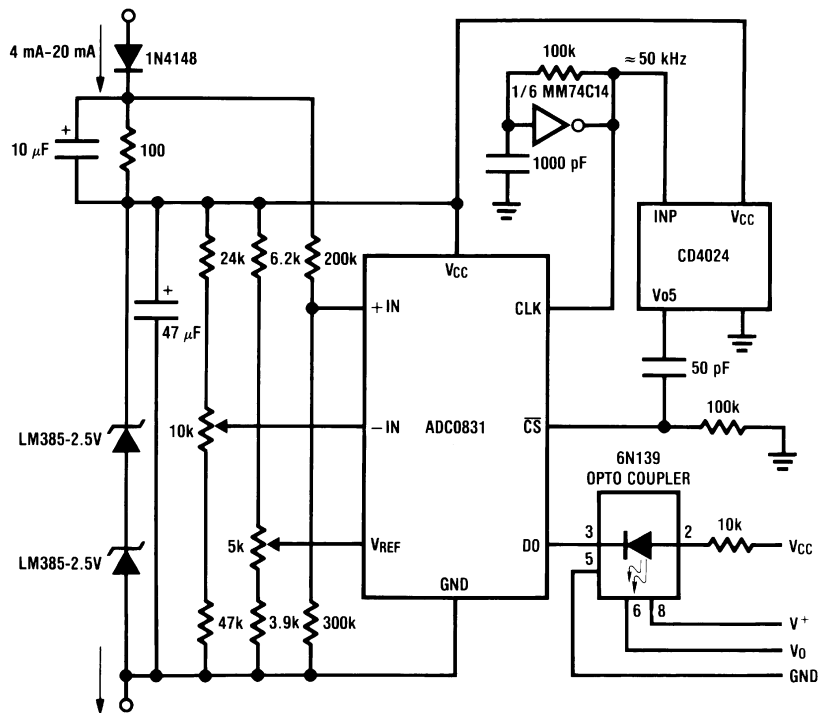 4 mA-20 mA
1N4148
+
10 μF
100
100k
≈ 50 kHz
1/6 MM74C14
1000 pF
INP
VCC
CD4024
Vo5
24k
6.2k
200k
VCC
+ IN
CLK
+
47 μF
50 pF
LM385-2.5V
10k
− IN
ADC0831
CS
100k
6N139
OPTO COUPLER
LM385-2.5V
5k
VREF
DO
3
2
10k
VCC
5
GND
6
8
47k
3.9k
300k
V+
VO
GND